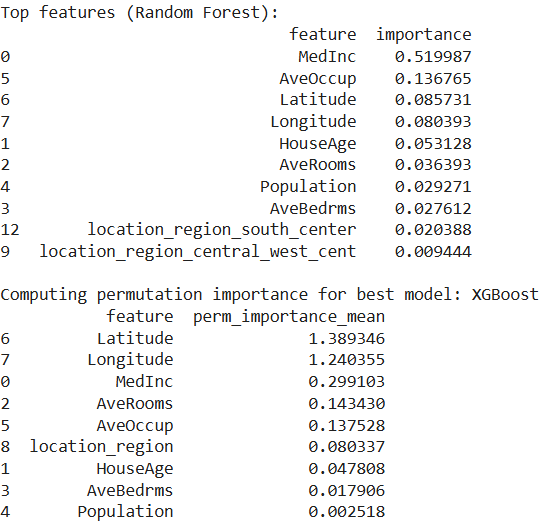 Top features (Random Forest):
feature importance
0 MedInc 0.519987
5 AveOccup 0.136765
6 Latitude 0.085731
7 Longitude 0.080393
1 HouseAge 0.053128
2 AveRooms 0.036393
4 Population 0.029271
3 AveBedrms 0.027612
12 location_region_south_center 0.020388
9 location_region_central_west_cent 0.009444
Computing permutation importance for best model: XGBoost
feature perm_importance_mean
6 Latitude 1.389346
7 Longitude 1.240355
0 MedInc 0.299103
2 AveRooms 0.143430
5 AveOccup 0.137528
8 location_region 0.080337
1 HouseAge 0.047808
3 AveBedrms 0.017906
4 Population 0.002518